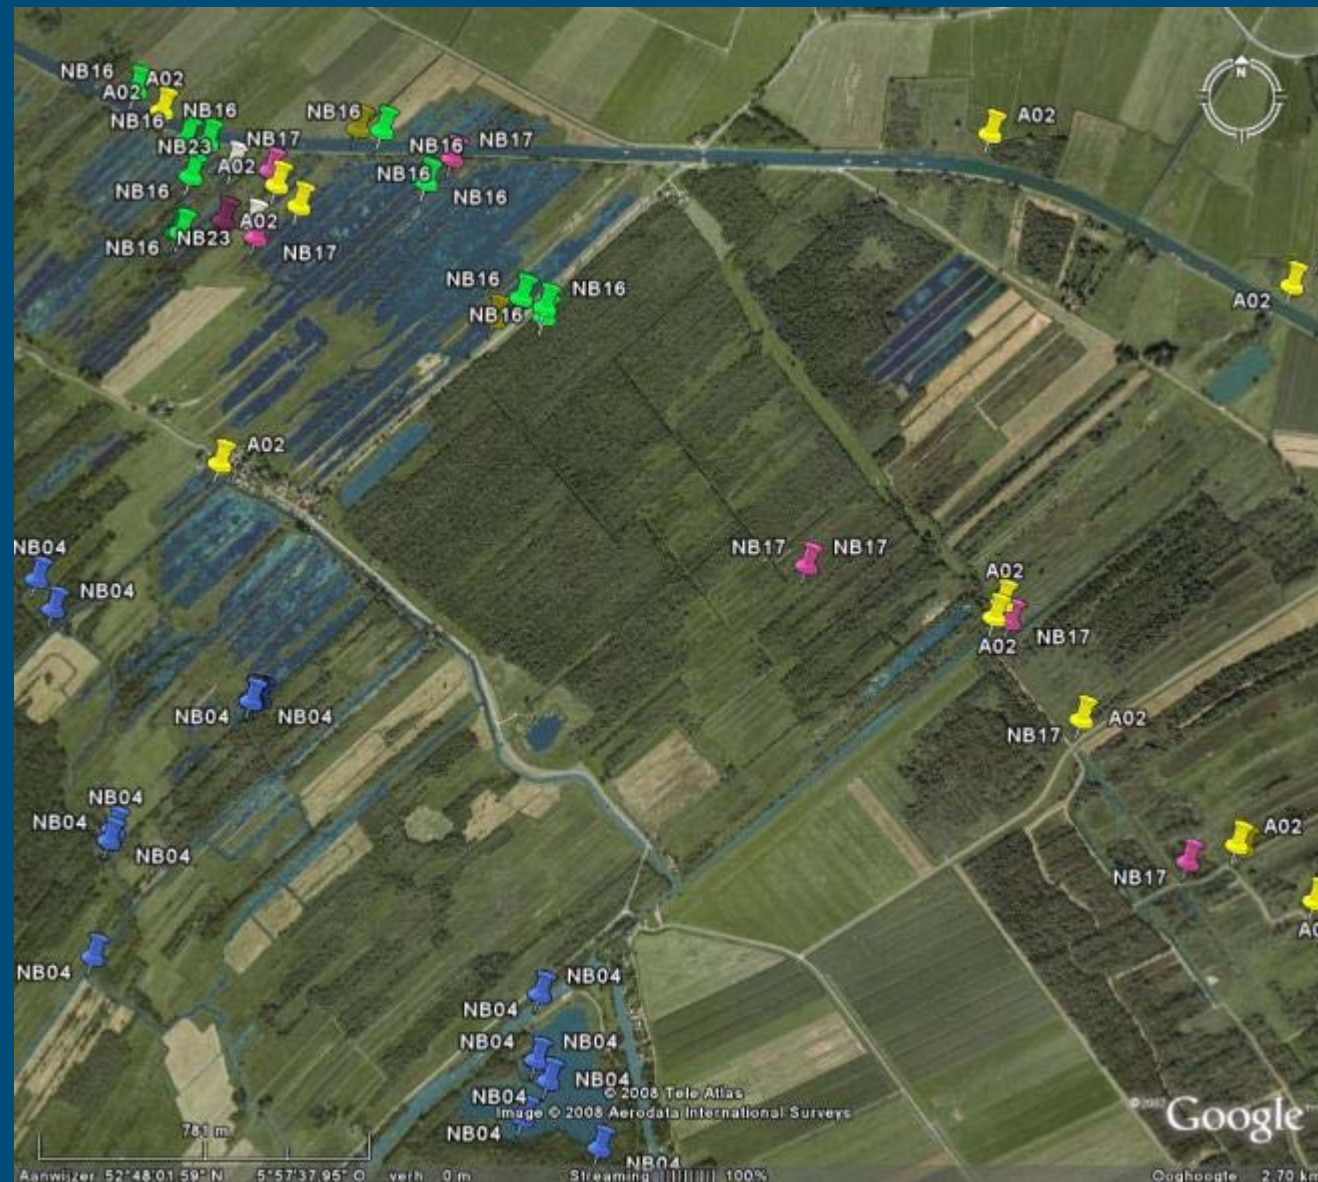 NB16
A02
A02
NB16
NB16
NB16
A02
N
NB23
NB17
NB16
NB17
A02
NB16
NB16
NB16
A02
NB16
NB23
NB17
NB16
NB16
A02
NB16
A02
NB04
NB17
NB17
NB04
A02
A02
NB17
NB04
NB04
NB17
A02
NB04
NB04
NB04
A02
NB17
NB04
NB04
NB04
NB04
NB04
NB04
NB04
© 2008 Tele Atlas
Image © 2008 Aerodata International Surveys
NB04
NB04
781 m
Google
Aanwijzer 52°48'01.59" N 5°57'37.95" O verh 0 m Streaming 100% Ooghoogte 2.70 km